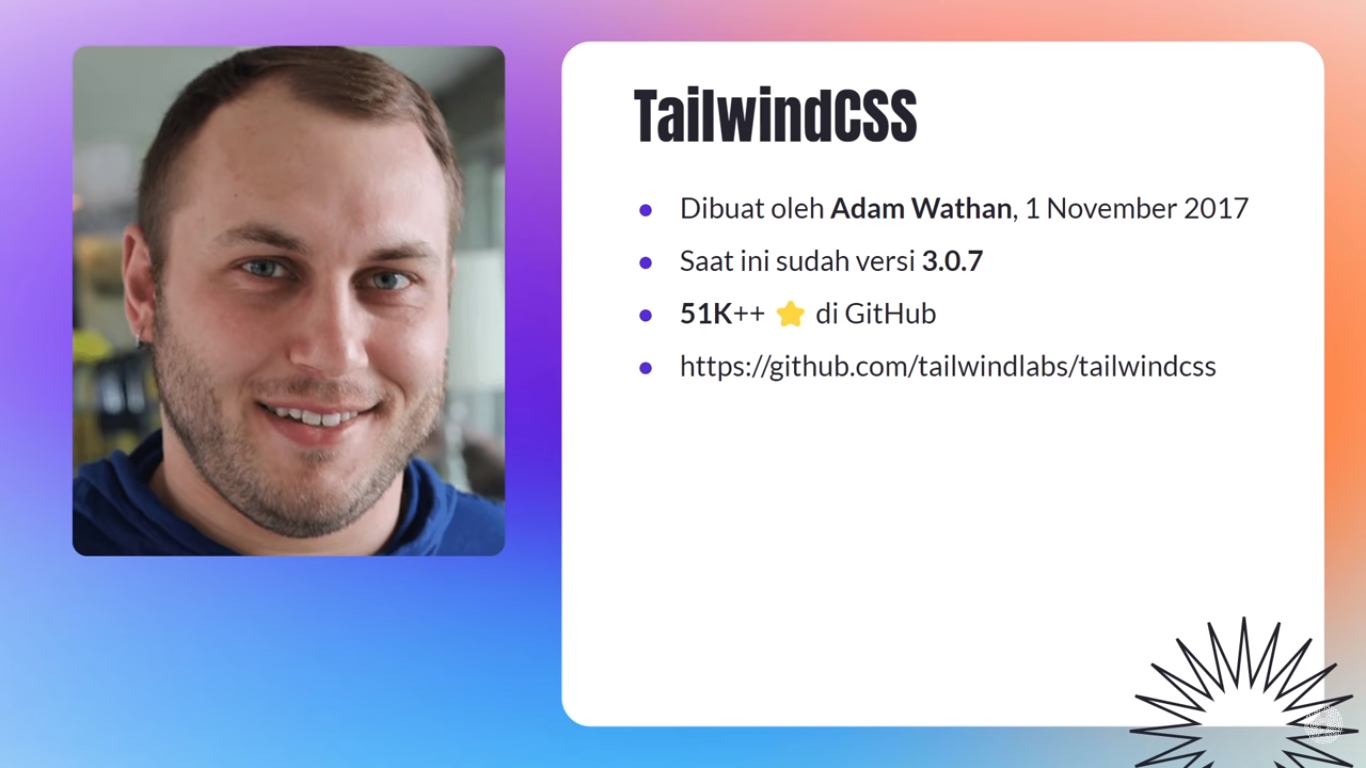 TailwindCSS
Dibuat oleh Adam Wathan, 1 November 2017
Saat ini sudah versi 3.0.7
51K++ ⭐ di GitHub
https://github.com/tailwindlabs/tailwindcss